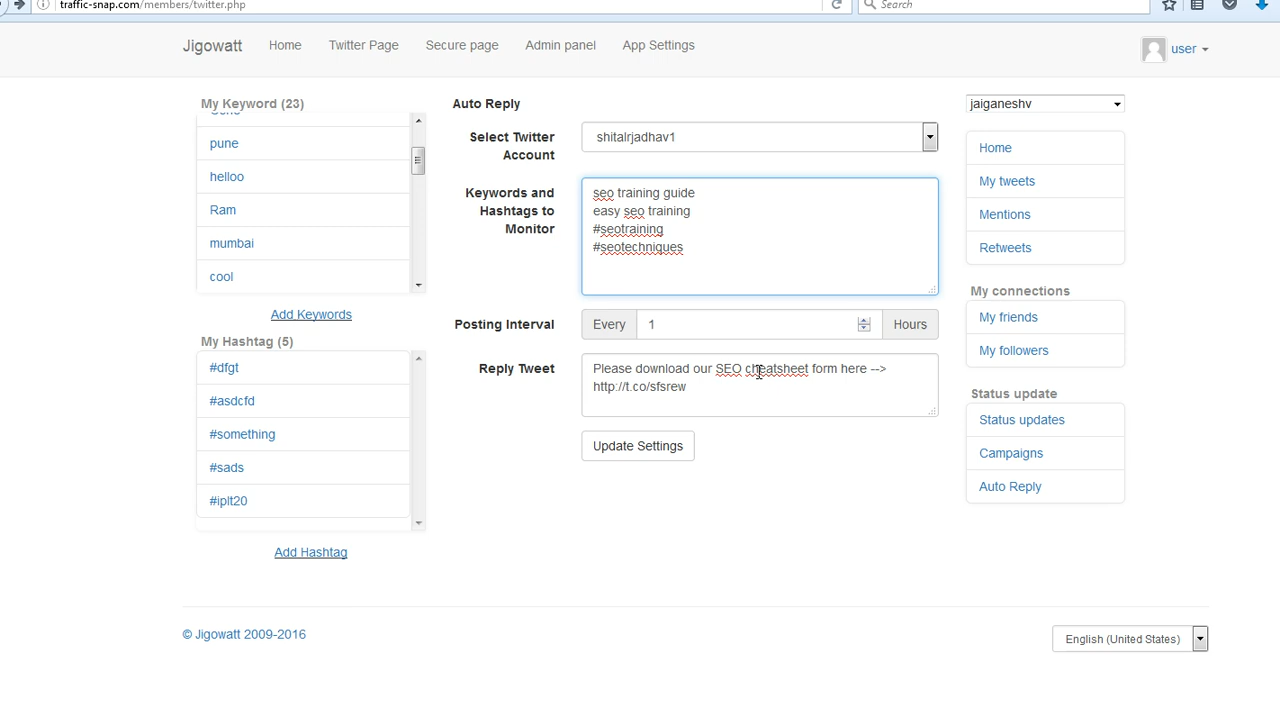 traffic-snap.com/members/twitter.php
Search
Jigowatt
Home
Twitter Page
Secure page
Admin panel
App Settings
user
My Keyword (23)
pune
helloo
Ram
mumbai
cool
Add Keywords
My Hashtag (5)
#dfgt
#asdcfd
#something
#sads
#iplt20
Add Hashtag
Auto Reply
Select Twitter
Account
shitalrjadhav1
Keywords and
Hashtags to
Monitor
seo training guide
easy seo training
#seotraining
#seotechniques
Posting Interval
Every
1
Hours
Reply Tweet
Please download our SEO cheatsheet form here -->
http://t.co/sfsrew
Update Settings
jaiganeshv
Home
My tweets
Mentions
Retweets
My connections
My friends
My followers
Status update
Status updates
Campaigns
Auto Reply
© Jigowatt 2009-2016
English (United States)